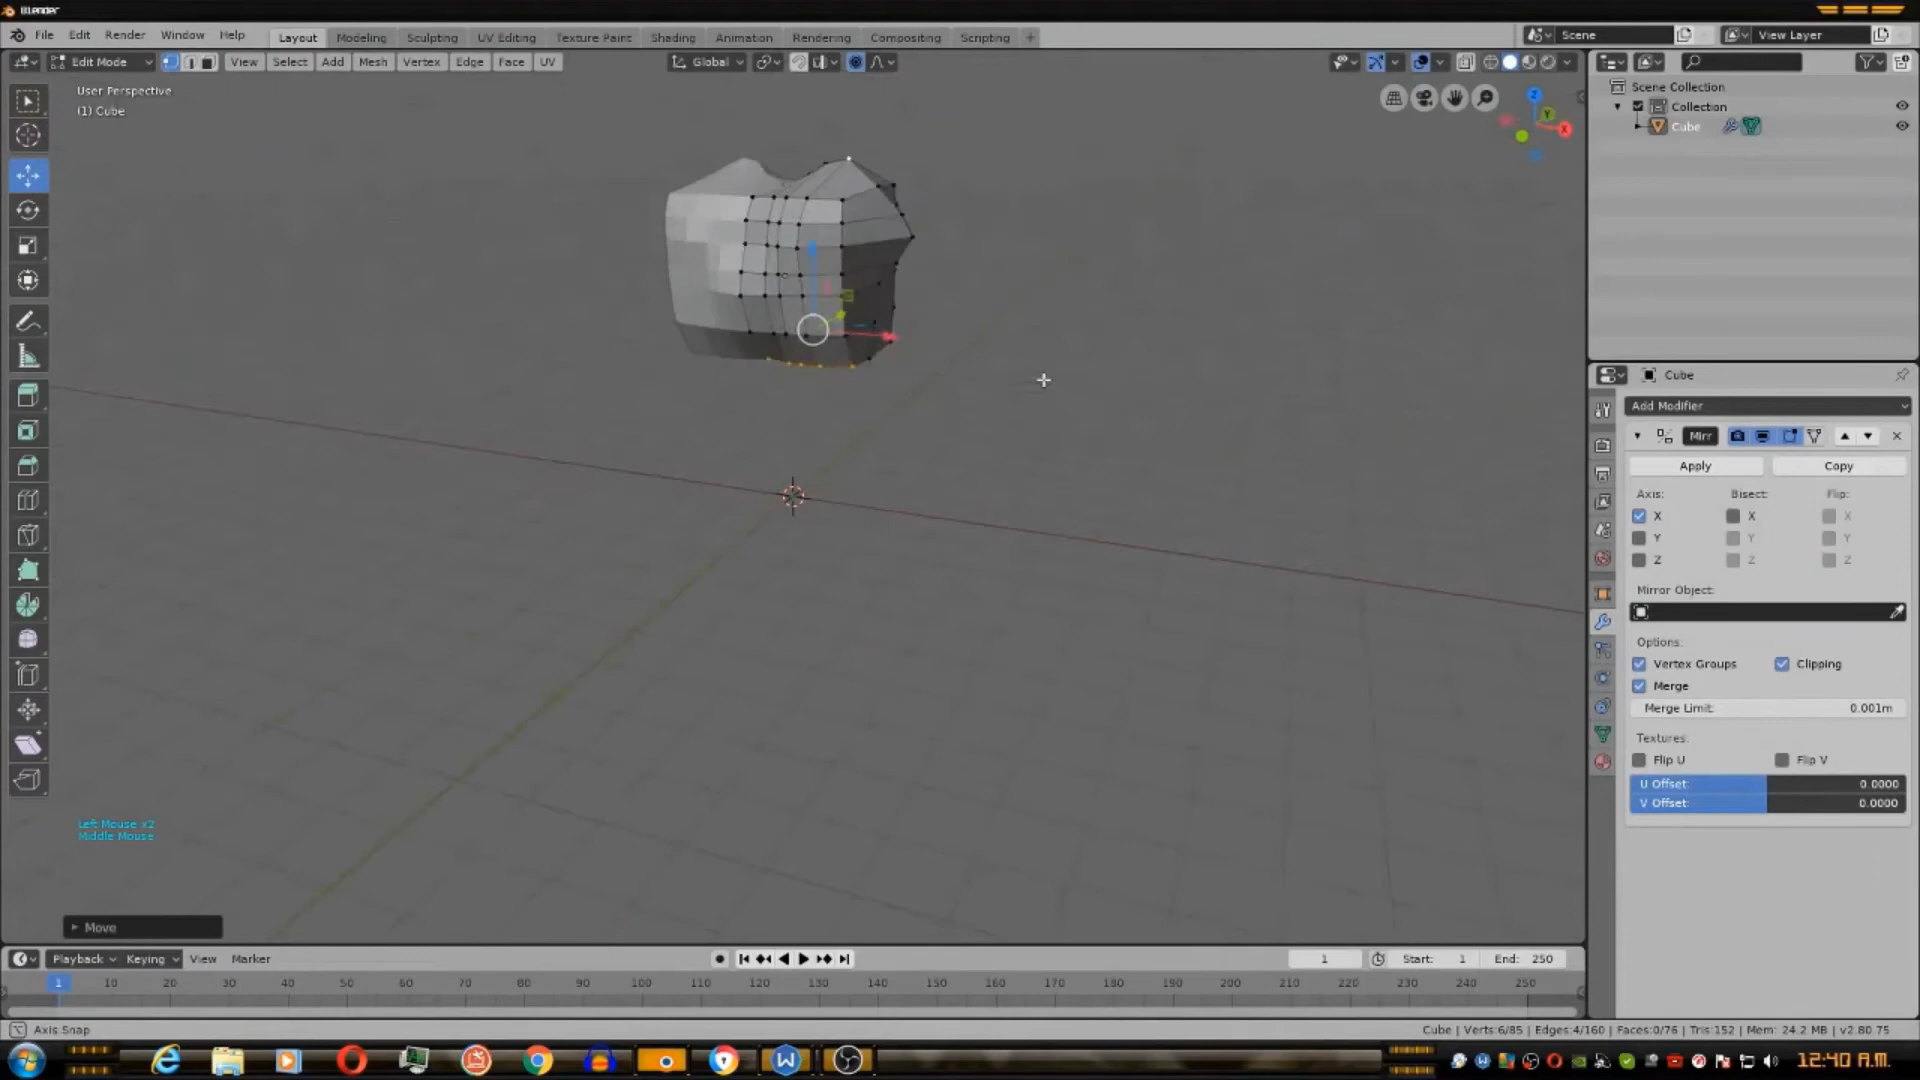 Blender
File Edit Render Window Help Layout Modeling Sculpting UV Editing Texture Paint Shading Animation Rendering Compositing Scripting + Scene View Layer
Edit Mode View Select Add Mesh Vertex Edge Face UV Global
User Perspective
(1) Cube
Z
Y
X
Scene Collection
Collection
Cube
Cube
Add Modifier
Mirr
Apply Copy
Axis: Bisect: Flip:
X X X
Y Y Y
Z Z Z
Mirror Object:
Options:
Vertex Groups Clipping
Merge
Merge Limit: 0.001m
Textures:
Flip U Flip V
U Offset: 0.0000
V Offset: 0.0000
Left Mouse x2
Middle Mouse
Move
Playback Keying View Marker 1 Start: 1 End: 250
1 10 20 30 40 50 60 70 80 90 100 110 120 130 140 150 160 170 180 190 200 210 220 230 240 250
Axis Snap
Cube | Verts:6/85 | Edges:4/160 | Faces:0/76 | Tris:152 | Mem: 24.2 MB | v2.80.75
12:40 A.M.